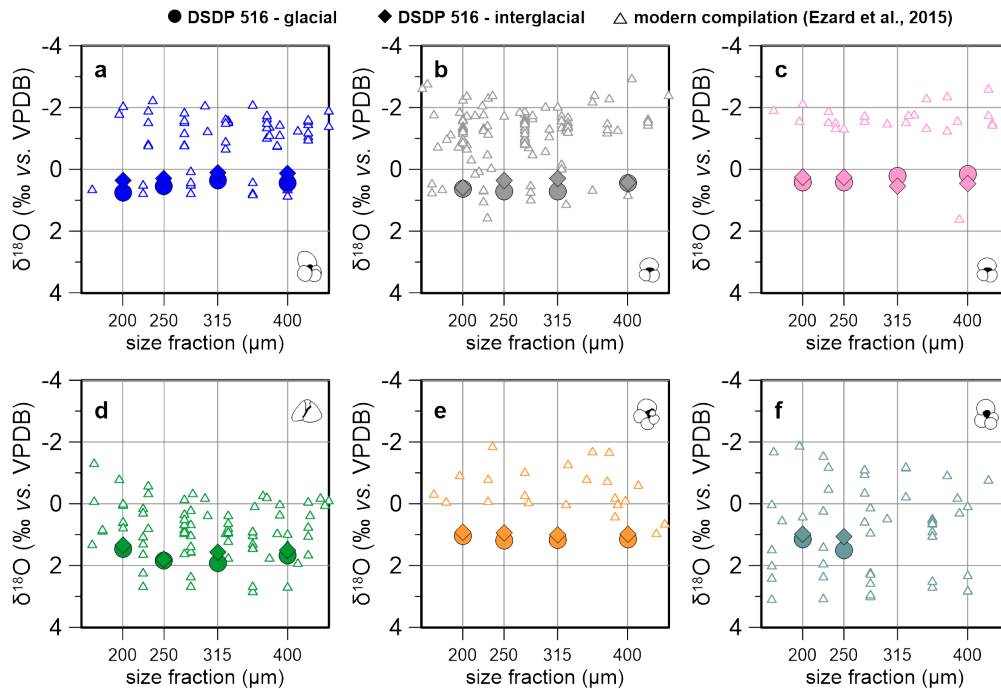 DSDP 516 - glacial DSDP 516 - interglacial modern compilation (Ezard et al., 2015)
-4 -4 -4
a b c
-2 -2 -2
0 0 0
2 2 2
4 4 4
δ18O (‰ vs. VPDB) δ18O (‰ vs. VPDB) δ18O (‰ vs. VPDB)
200 250 315 400 200 250 315 400 200 250 315 400
size fraction (µm) size fraction (µm) size fraction (µm)
-4 -4 -4
d e f
-2 -2 -2
0 0 0
2 2 2
4 4 4
δ18O (‰ vs. VPDB) δ18O (‰ vs. VPDB) δ18O (‰ vs. VPDB)
200 250 315 400 200 250 315 400 200 250 315 400
size fraction (µm) size fraction (µm) size fraction (µm)